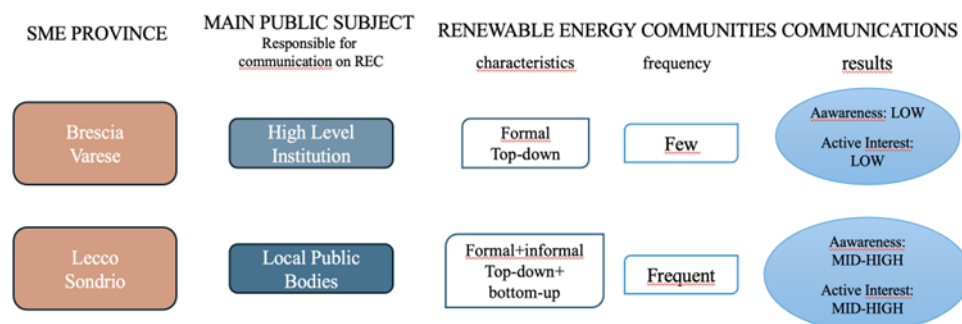 SME PROVINCE
MAIN PUBLIC SUBJECT
Responsible for
communication on REC
RENEWABLE ENERGY COMMUNITIES COMMUNICATIONS
characteristics
frequency
results
Brescia
Varese
High Level
Institution
Formal
Top-down
Few
Aawareness: LOW
Active Interest:
LOW
Lecco
Sondrio
Local Public
Bodies
Formal+informal
Top-down+
bottom-up
Frequent
Aawareness:
MID-HIGH
Active Interest:
MID-HIGH